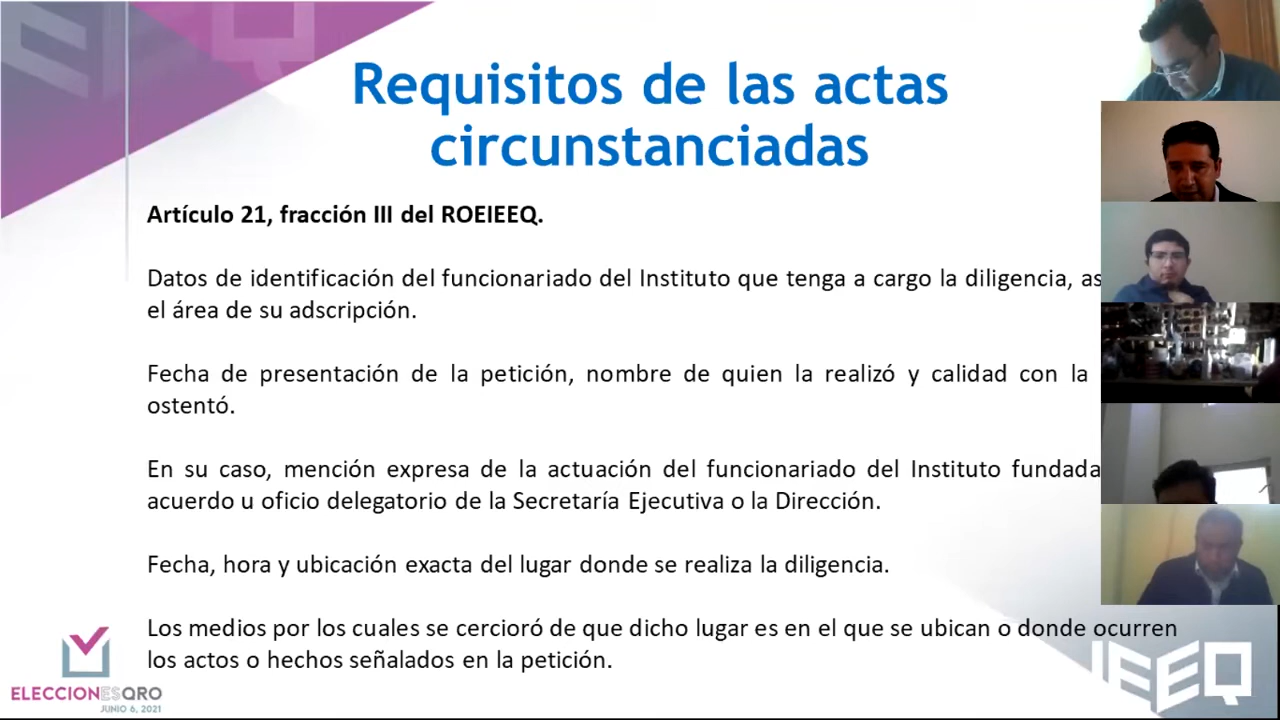 Requisitos de las actas
circunstanciadas
Artículo 21, fracción III del ROEIEEQ.
Datos de identificación del funcionariado del Instituto que tenga a cargo la diligencia, as
el área de su adscripción.
Fecha de presentación de la petición, nombre de quien la realizó y calidad con la
ostentó.
En su caso, mención expresa de la actuación del funcionariado del Instituto fundada
acuerdo u oficio delegatorio de la Secretaría Ejecutiva o la Dirección.
Fecha, hora y ubicación exacta del lugar donde se realiza la diligencia.
Los medios por los cuales se cercioró de que dicho lugar es en el que se ubican o donde ocurren
los actos o hechos señalados en la petición.
ELECCIONESQRO
JUNIO 6, 2021
IEEQ